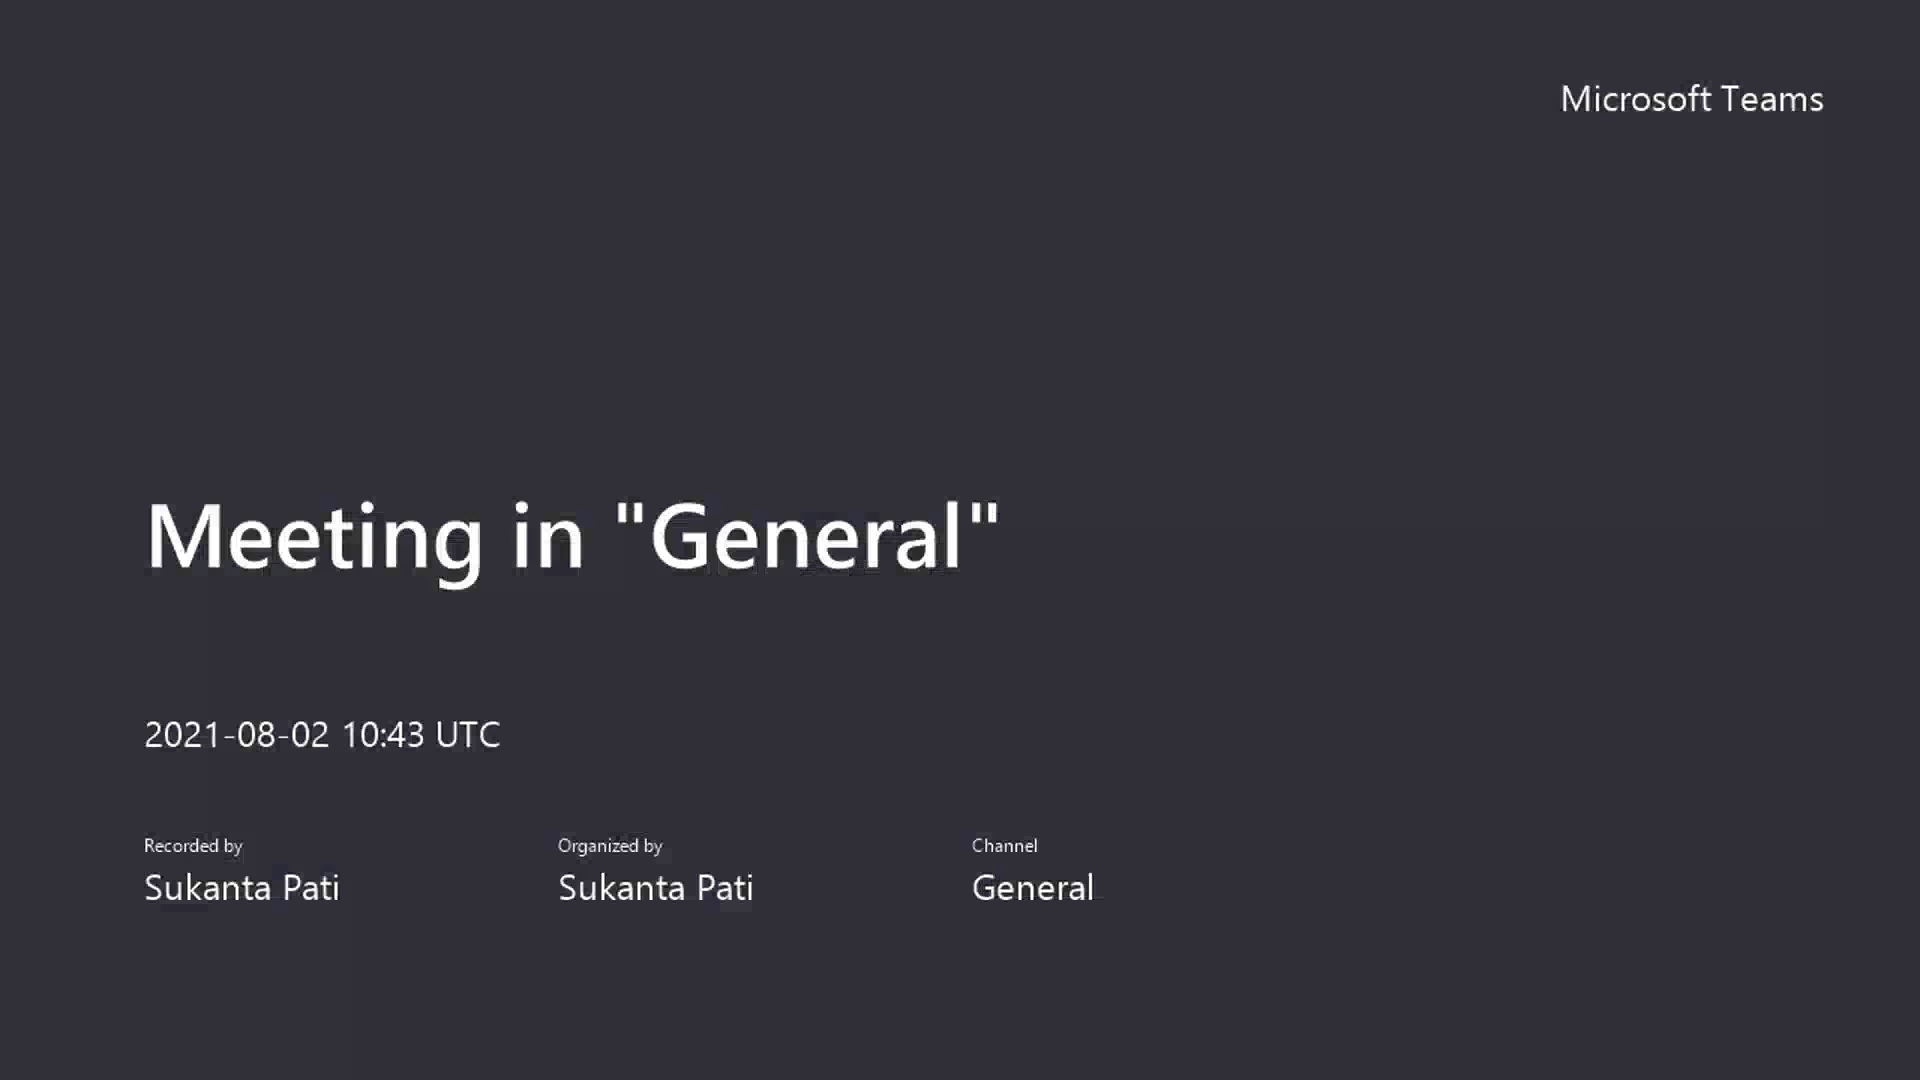 Microsoft Teams
Meeting in "General"
2021-08-02 10:43 UTC
Recorded by
Sukanta Pati
Organized by
Sukanta Pati
Channel
General